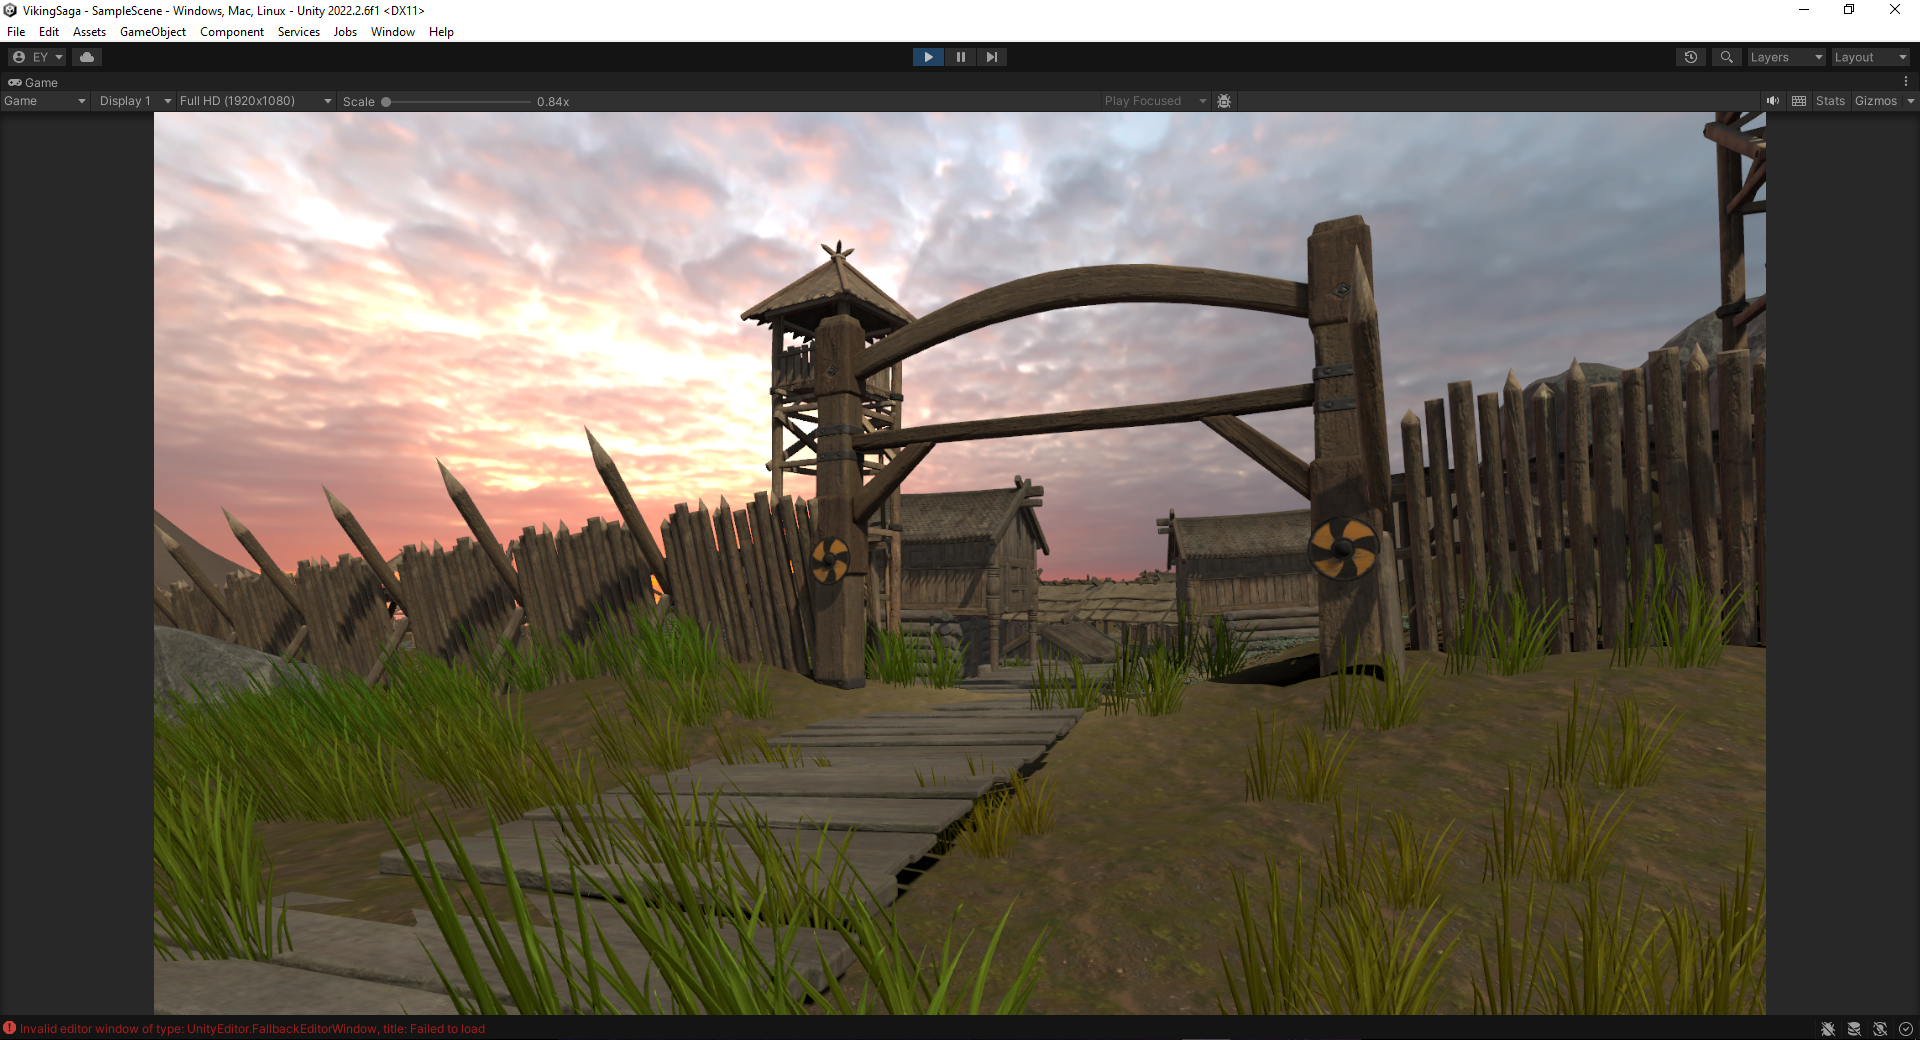 VikingSaga - SampleScene - Windows, Mac, Linux - Unity 2022.2.6f1 <DX11>
File Edit Assets GameObject Component Services Jobs Window Help
EY Layers Layout
Game
Game Display 1 Full HD (1920x1080) Scale 0.84x Play Focused Stats Gizmos
Invalid editor window of type: UnityEditor.FallbackEditorWindow, title: Failed to load